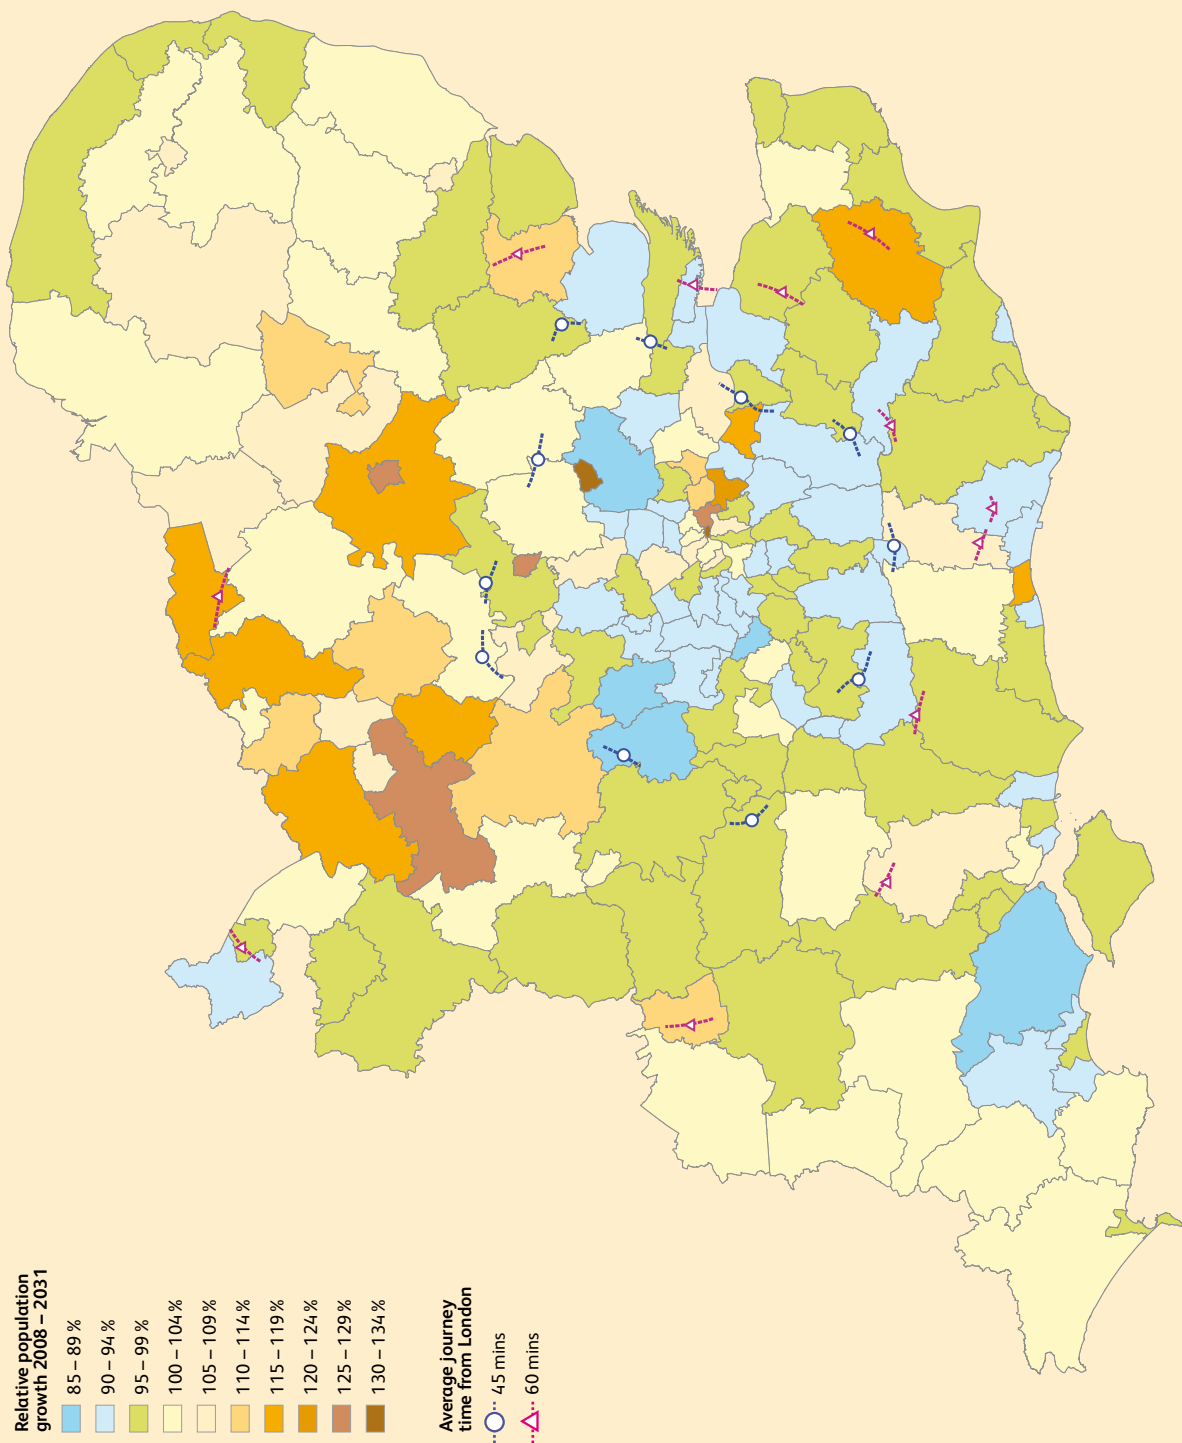 Relative population
growth 2008 – 2031
85 – 89 %
90 – 94 %
95 – 99 %
100 – 104 %
105 – 109 %
110 – 114 %
115 – 119 %
120 – 124 %
125 – 129 %
130 – 134 %
Average journey
time from London
45 mins
60 mins